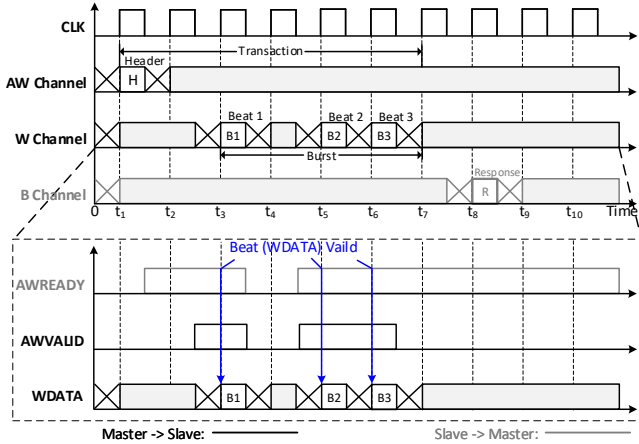 CLK
Transaction
Header
AW Channel
H
Beat 1
Beat 2
Beat 3
W Channel
B1
B2
B3
Burst
Response
B Channel
R
0 t1 t2 t3 t4 t5 t6 t7 t8 t9 t10 Time
Beat (WDATA) Vaild
AWREADY
AWVALID
WDATA
B1
B2
B3
Master -> Slave:
Slave -> Master: